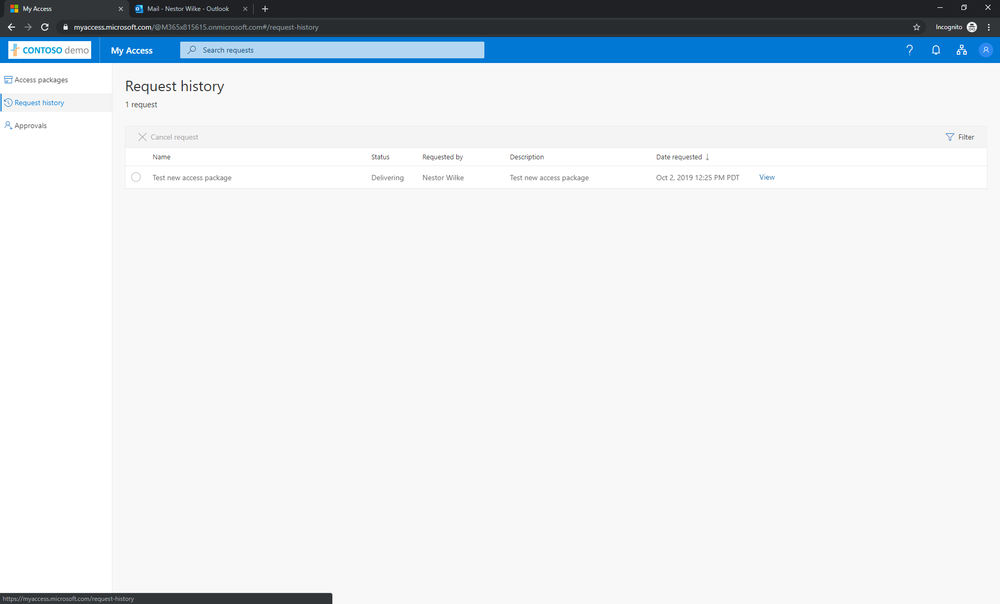 My Access
Mail - Nestor Wilke - Outlook
myaccess.microsoft.com/@M365x815615.onmicrosoft.com#/request-history
Incognito
CONTOSO demo
My Access
Search requests
Access packages
Request history
Approvals
Request history
1 request
Cancel request
Filter
Name Status Requested by Description Date requested ↓
Test new access package Delivering Nestor Wilke Test new access package Oct 2, 2019 12:25 PM PDT View
https://myaccess.microsoft.com/request-history